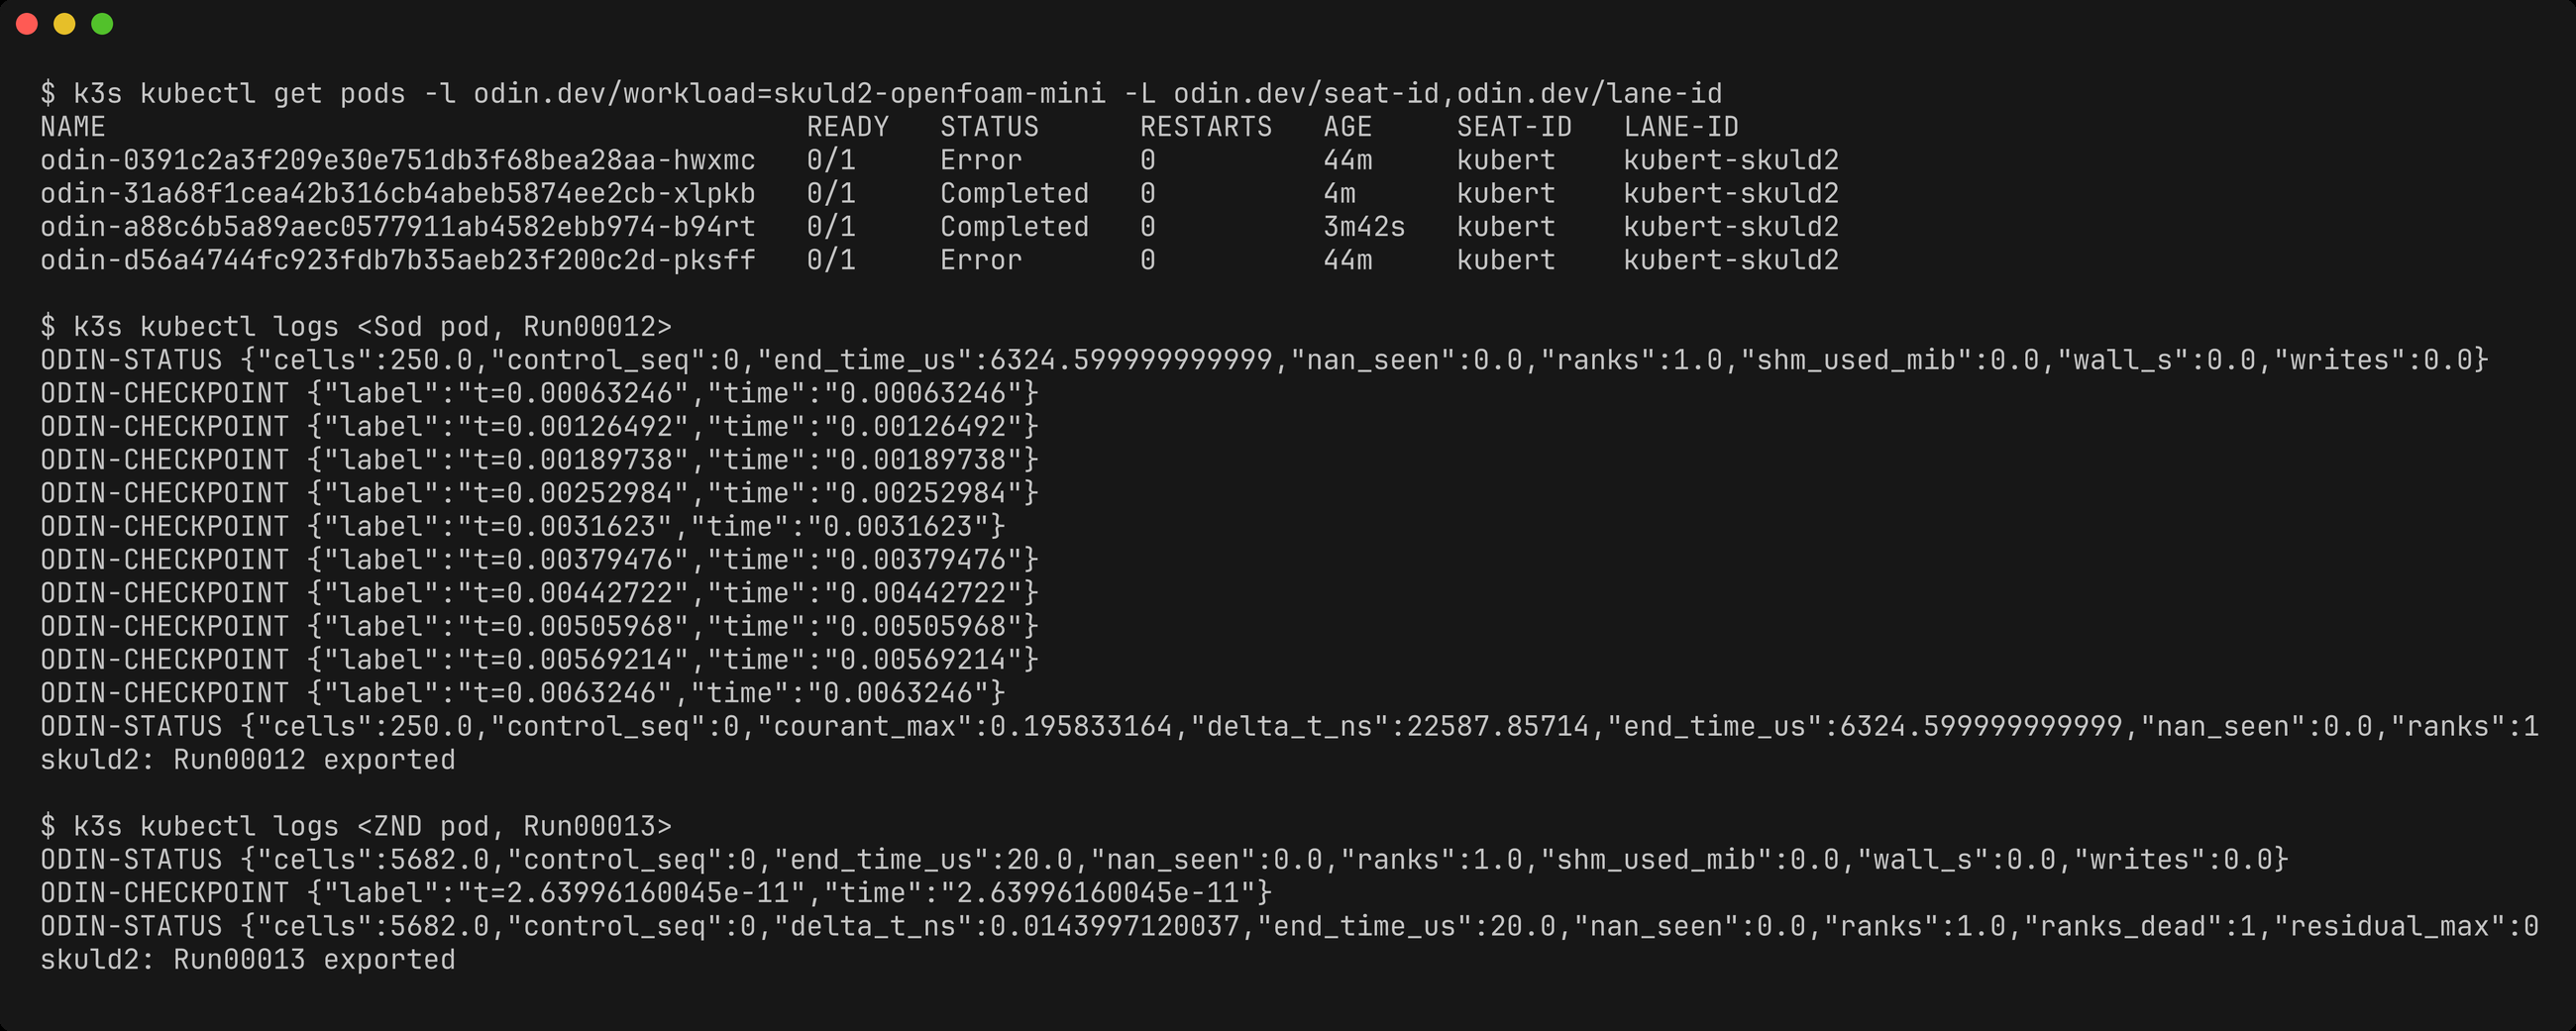 $ k3s kubectl get pods -l odin.dev/workload=skuld2-openfoam-mini -L odin.dev/seat-id,odin.dev/lane-id
NAME                                          READY   STATUS      RESTARTS   AGE     SEAT-ID   LANE-ID
odin-0391c2a3f209e30e751db3f68bea28aa-hwxmc   0/1     Error       0          44m     kubert    kubert-skuld2
odin-31a68f1cea42b316cb4abeb5874ee2cb-xlpkb   0/1     Completed   0          4m      kubert    kubert-skuld2
odin-a88c6b5a89aec0577911ab4582ebb974-b94rt   0/1     Completed   0          3m42s   kubert    kubert-skuld2
odin-d56a4744fc923fdb7b35aeb23f200c2d-pksff   0/1     Error       0          44m     kubert    kubert-skuld2
$ k3s kubectl logs <Sod pod, Run00012>
ODIN-STATUS {"cells":250.0,"control_seq":0,"end_time_us":6324.599999999999,"nan_seen":0.0,"ranks":1.0,"shm_used_mib":0.0,"wall_s":0.0,"writes":0.0}
ODIN-CHECKPOINT {"label":"t=0.00063246","time":"0.00063246"}
ODIN-CHECKPOINT {"label":"t=0.00126492","time":"0.00126492"}
ODIN-CHECKPOINT {"label":"t=0.00189738","time":"0.00189738"}
ODIN-CHECKPOINT {"label":"t=0.00252984","time":"0.00252984"}
ODIN-CHECKPOINT {"label":"t=0.0031623","time":"0.0031623"}
ODIN-CHECKPOINT {"label":"t=0.00379476","time":"0.00379476"}
ODIN-CHECKPOINT {"label":"t=0.00442722","time":"0.00442722"}
ODIN-CHECKPOINT {"label":"t=0.00505968","time":"0.00505968"}
ODIN-CHECKPOINT {"label":"t=0.00569214","time":"0.00569214"}
ODIN-CHECKPOINT {"label":"t=0.0063246","time":"0.0063246"}
ODIN-STATUS {"cells":250.0,"control_seq":0,"courant_max":0.195833164,"delta_t_ns":22587.85714,"end_time_us":6324.599999999999,"nan_seen":0.0,"ranks":1
skuld2: Run00012 exported
$ k3s kubectl logs <ZND pod, Run00013>
ODIN-STATUS {"cells":5682.0,"control_seq":0,"end_time_us":20.0,"nan_seen":0.0,"ranks":1.0,"shm_used_mib":0.0,"wall_s":0.0,"writes":0.0}
ODIN-CHECKPOINT {"label":"t=2.63996160045e-11","time":"2.63996160045e-11"}
ODIN-STATUS {"cells":5682.0,"control_seq":0,"delta_t_ns":0.0143997120037,"end_time_us":20.0,"nan_seen":0.0,"ranks":1.0,"ranks_dead":1,"residual_max":0
skuld2: Run00013 exported